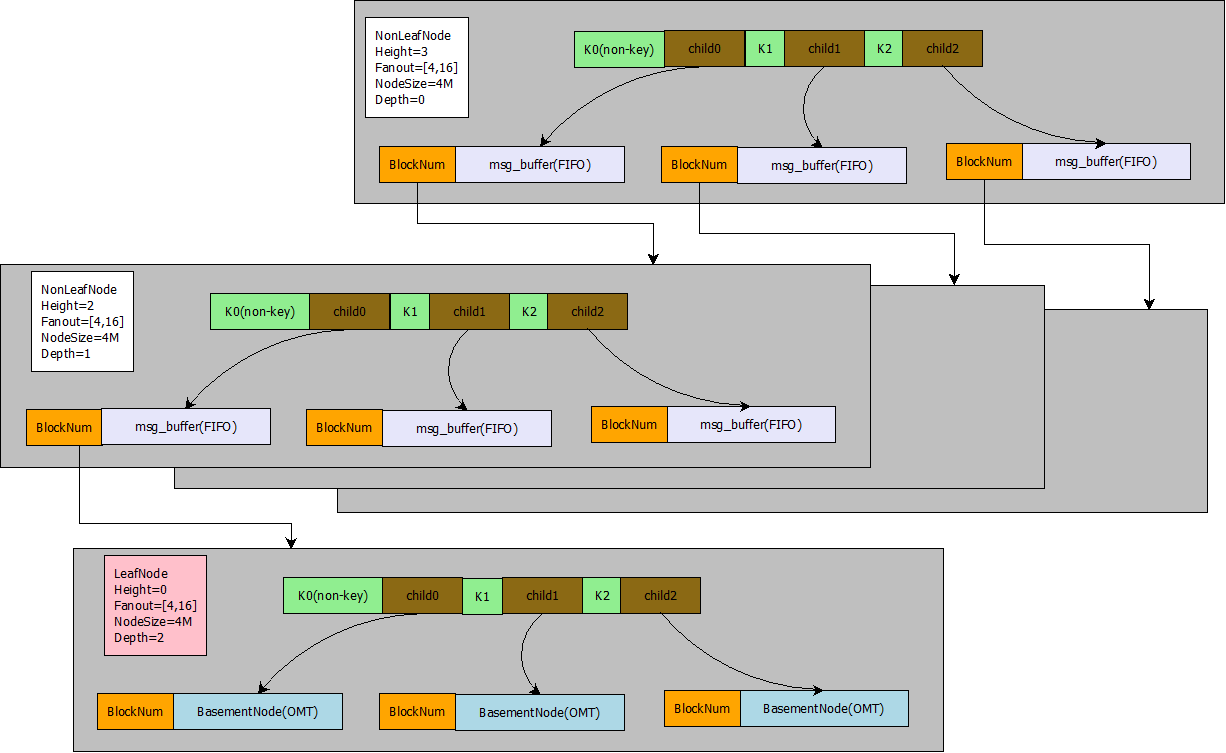 NonLeafNode
Height=3
Fanout=[4,16]
NodeSize=4M
Depth=0
K0(non-key) child0 K1 child1 K2 child2
BlockNum msg_buffer(FIFO) BlockNum msg_buffer(FIFO) BlockNum msg_buffer(FIFO)
NonLeafNode
Height=2
Fanout=[4,16]
NodeSize=4M
Depth=1
K0(non-key) child0 K1 child1 K2 child2
BlockNum msg_buffer(FIFO) BlockNum msg_buffer(FIFO) BlockNum msg_buffer(FIFO)
LeafNode
Height=0
Fanout=[4,16]
NodeSize=4M
Depth=2
K0(non-key) child0 K1 child1 K2 child2
BlockNum BasementNode(OMT) BlockNum BasementNode(OMT) BlockNum BasementNode(OMT)